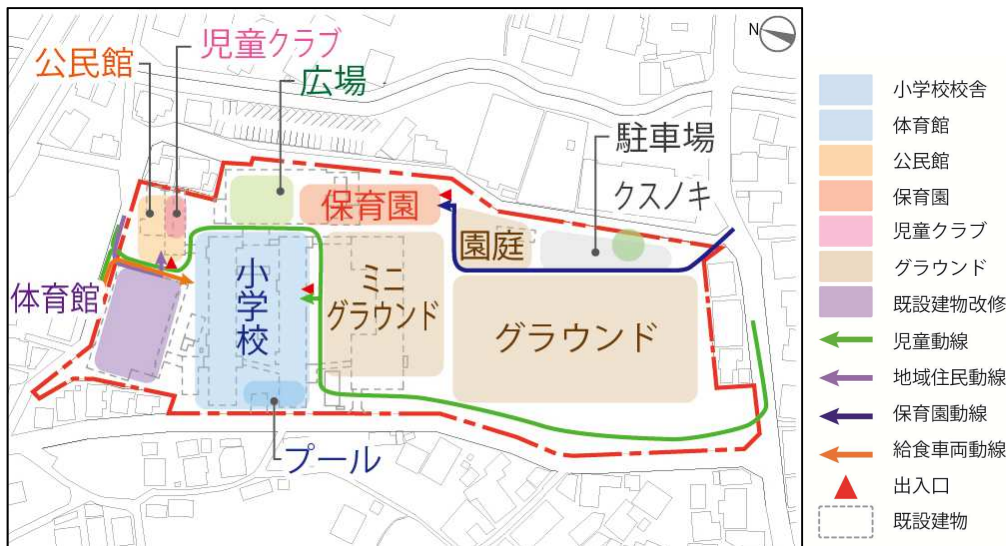 公民館
児童クラブ
広場
N
駐車場
クスノキ
保育園
園庭
体育館
小学校
ミニ
グラウンド
グラウンド
プール
小学校校舎
体育館
公民館
保育園
児童クラブ
グラウンド
既設建物改修
児童動線
地域住民動線
保育園動線
給食車両動線
出入口
既設建物